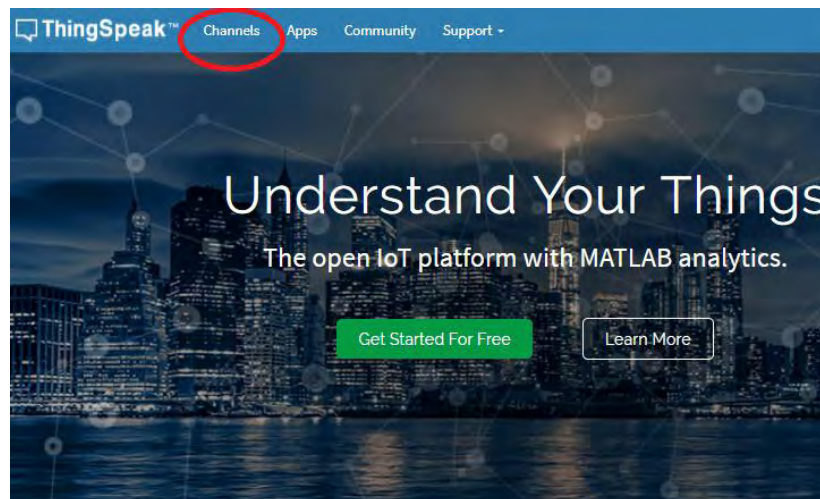 ThingSpeak™ Channels Apps Community Support
Understand Your Things
The open IoT platform with MATLAB analytics.
Get Started For Free Learn More